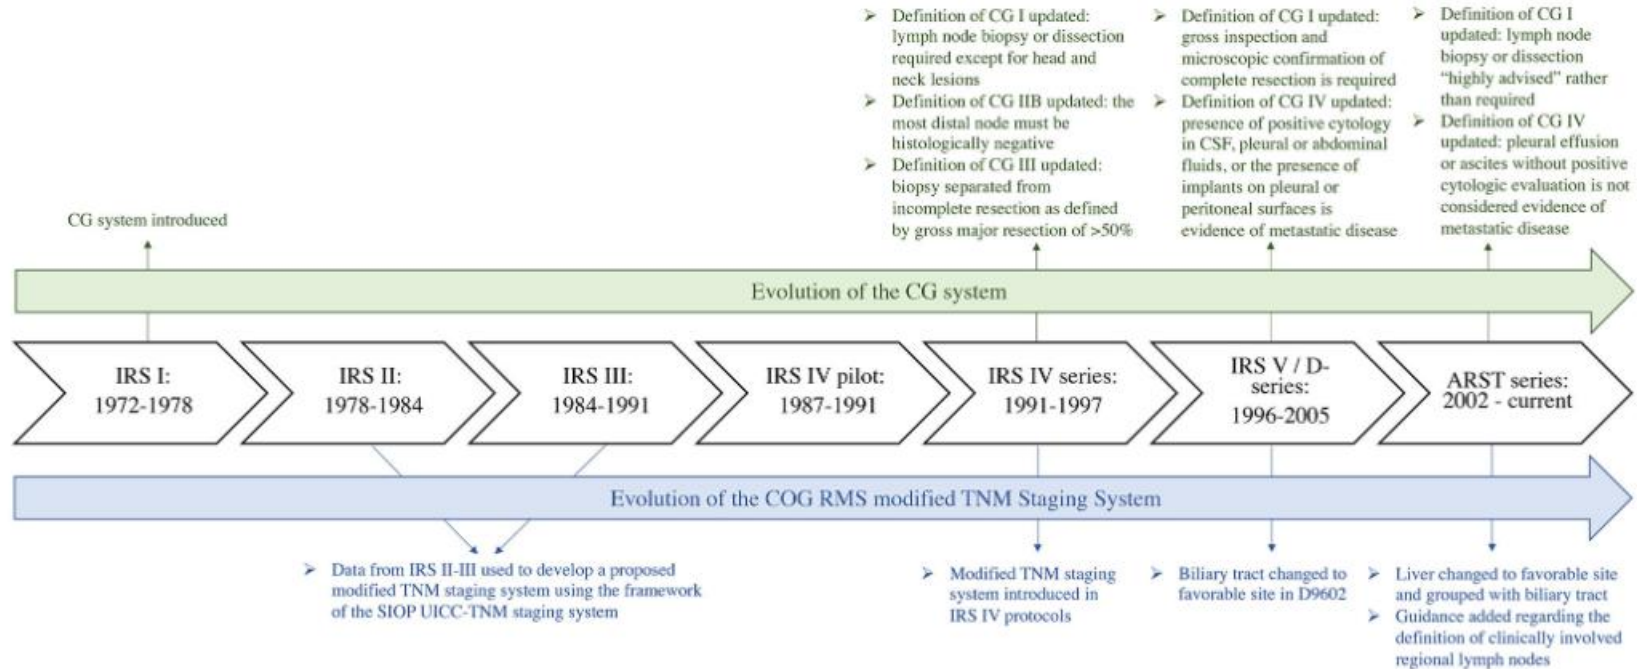 ➢ Definition of CG I updated:
lymph node biopsy or dissection
required except for head and
neck lesions
➢ Definition of CG IIB updated: the
most distal node must be
histologically negative
➢ Definition of CG III updated:
biopsy separated from
incomplete resection as defined
by gross major resection of >50%
➢ Definition of CG I updated:
gross inspection and
microscopic confirmation of
complete resection is required
➢ Definition of CG IV updated:
presence of positive cytology
in CSF, pleural or abdominal
fluids, or the presence of
implants on pleural or
peritoneal surfaces is
evidence of metastatic disease
➢ Definition of CG I
updated: lymph node
biopsy or dissection
“highly advised” rather
than required
➢ Definition of CG IV
updated: pleural effusion
or ascites without positive
cytologic evaluation is not
considered evidence of
metastatic disease
CG system introduced
Evolution of the CG system
IRS I:
1972-1978
IRS II:
1978-1984
IRS III:
1984-1991
IRS IV pilot:
1987-1991
IRS IV series:
1991-1997
IRS V / D-
series:
1996-2005
ARST series:
2002 - current
Evolution of the COG RMS modified TNM Staging System
➢ Data from IRS II-III used to develop a proposed
modified TNM staging system using the framework
of the SIOP UICC-TNM staging system
➢ Modified TNM staging
system introduced in
IRS IV protocols
➢ Biliary tract changed to
favorable site in D9602
➢ Liver changed to favorable site
and grouped with biliary tract
➢ Guidance added regarding the
definition of clinically involved
regional lymph nodes